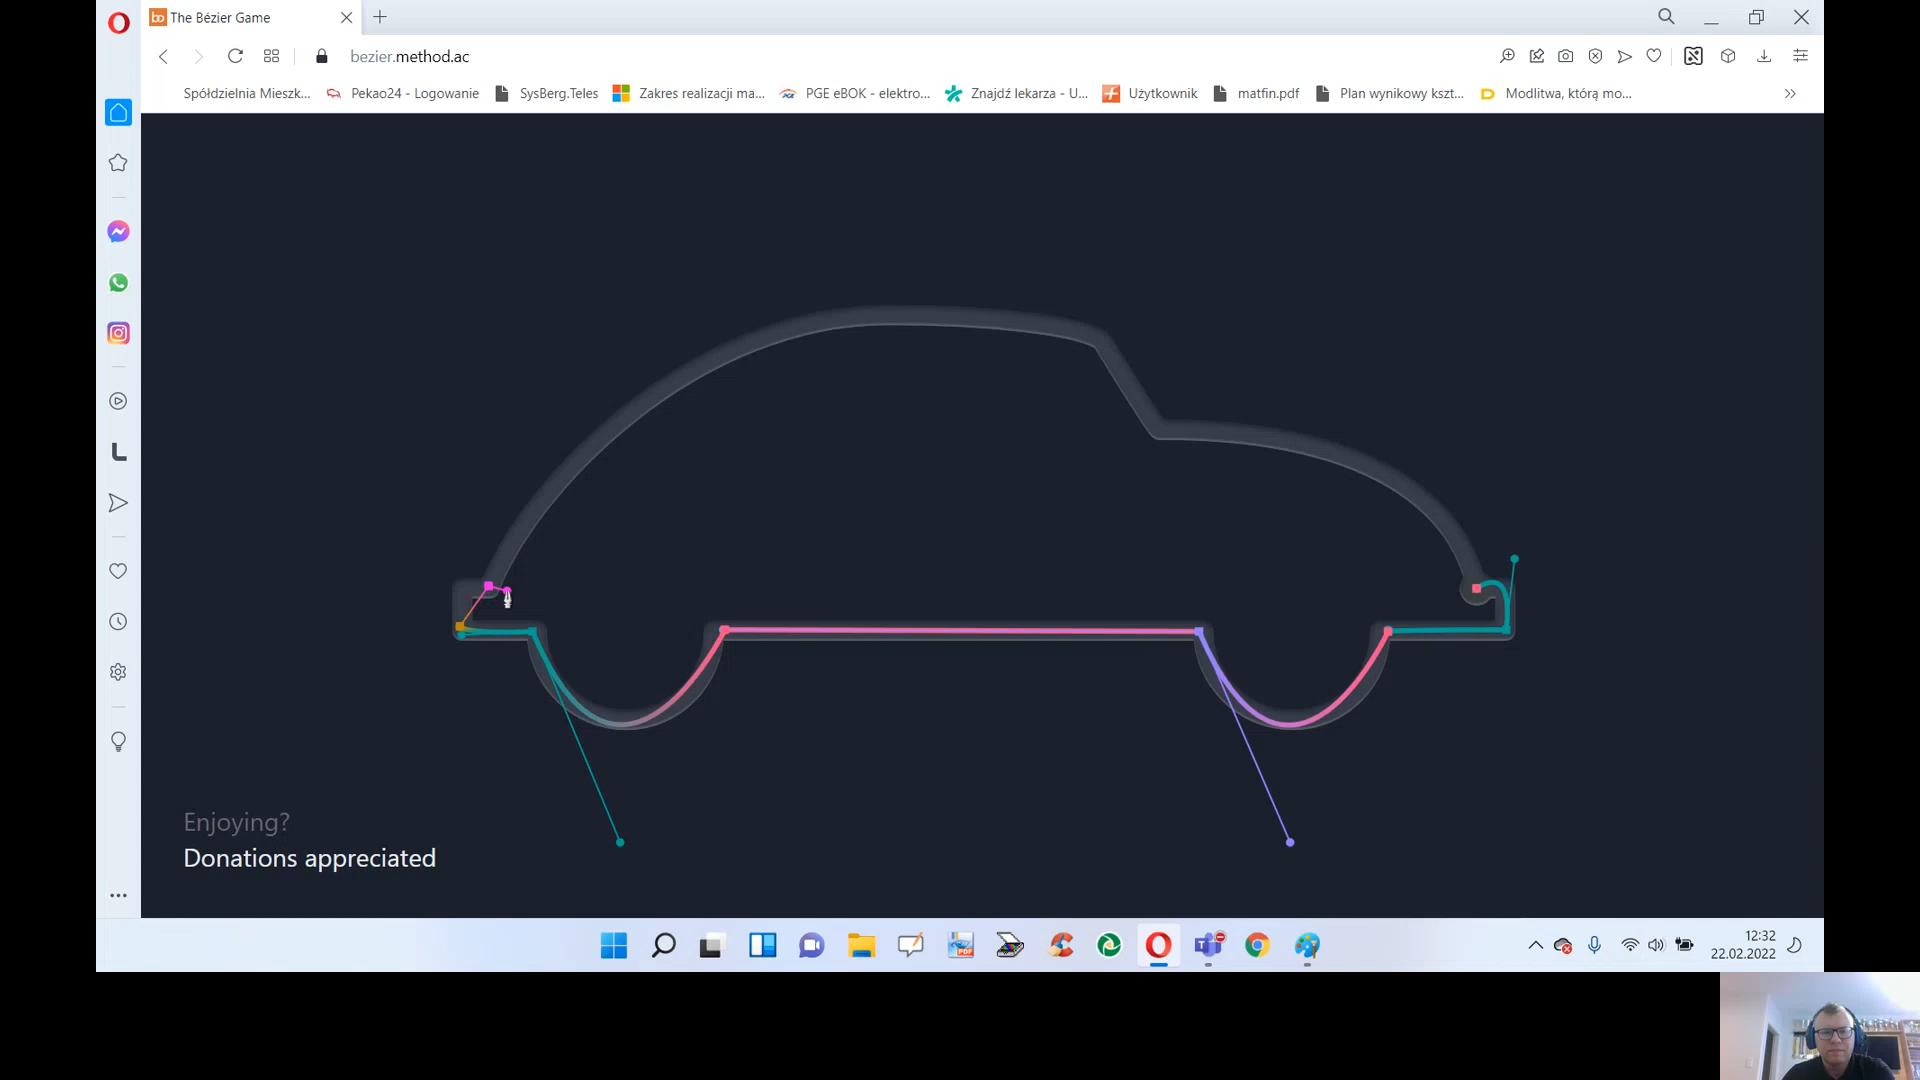 The Bézier Game
bezier.method.ac
Spółdzielnia Mieszk... Pekao24 - Logowanie SysBerg.Teles Zakres realizacji ma... PGE eBOK - elektro... Znajdź lekarza - U... Użytkownik matfin.pdf Plan wynikowy kszt... Modlitwa, którą mo...
Enjoying?
Donations appreciated
12:32
22.02.2022